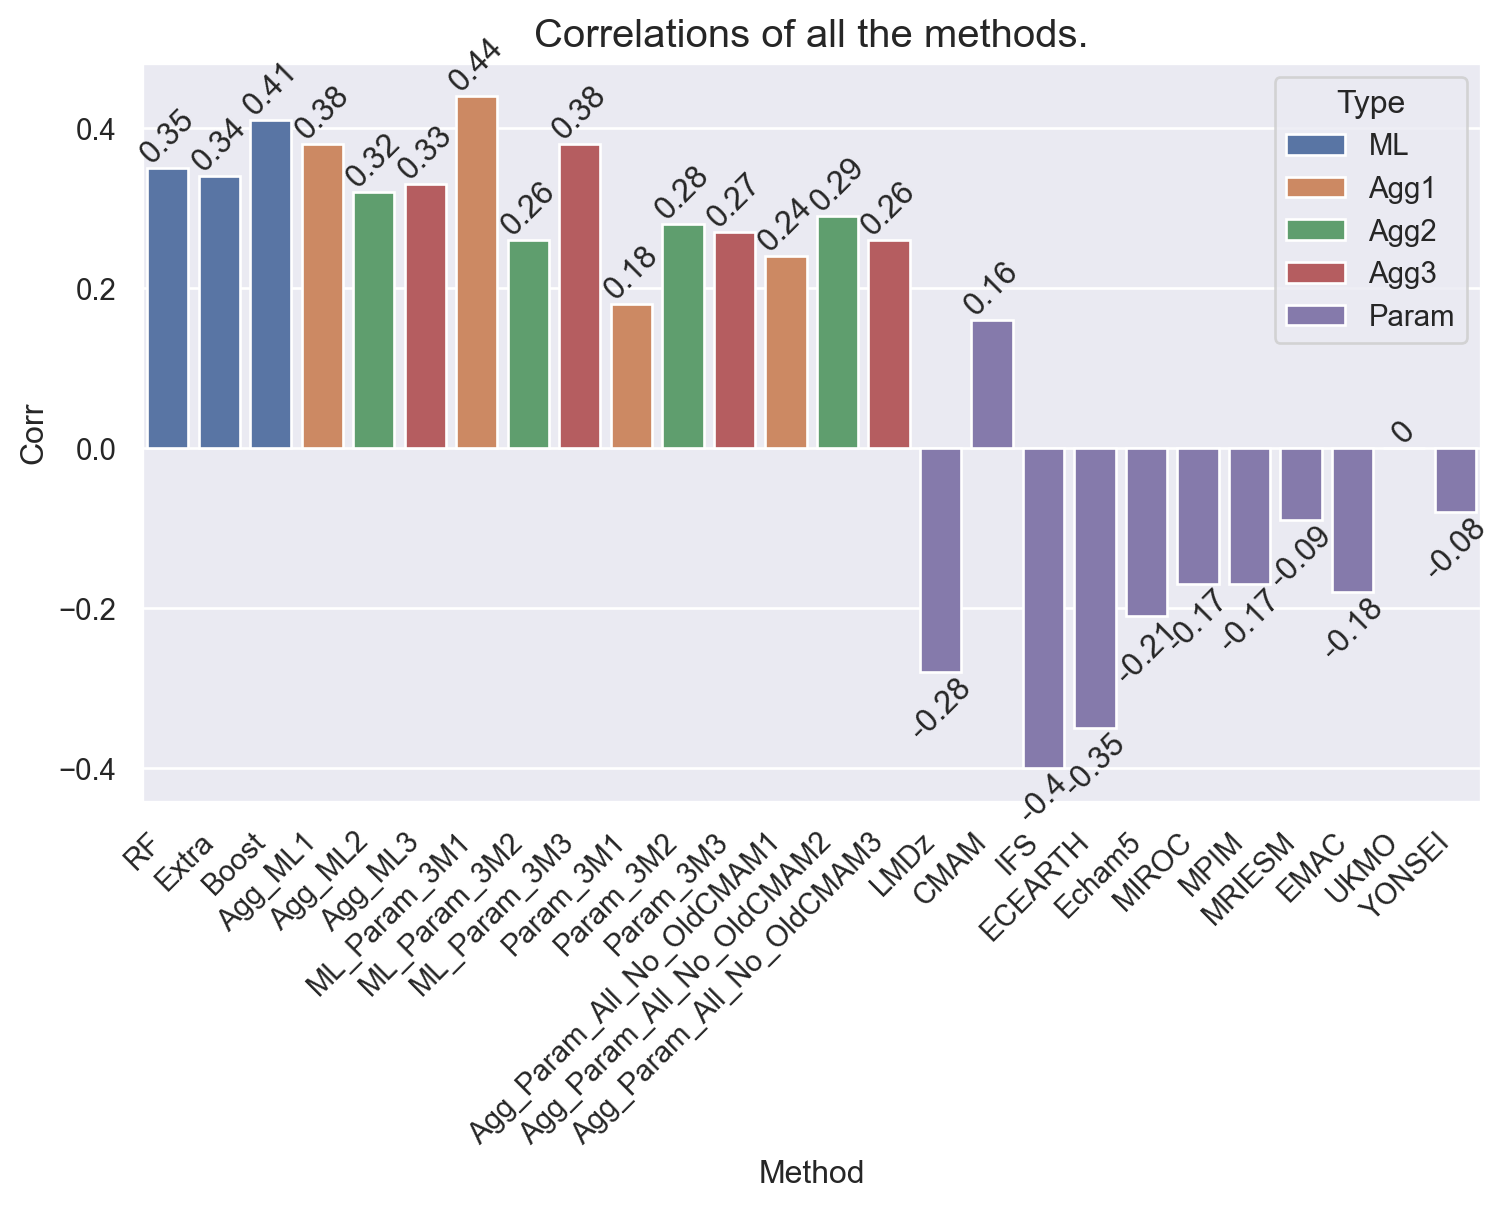 Correlations of all the methods.
Corr
0.4
0.2
0.0
−0.2
−0.4
0.35
0.34
0.41
0.38
0.32
0.33
0.44
0.26
0.38
0.18
0.28
0.27
0.24
0.29
0.26
-0.28
0.16
-0.4
-0.35
-0.21
-0.17
-0.17
-0.09
-0.18
0
-0.08
Type
ML
Agg1
Agg2
Agg3
Param
RF
Extra
Boost
Agg_ML1
Agg_ML2
Agg_ML3
ML_Param_3M1
ML_Param_3M2
ML_Param_3M3
Param_3M1
Param_3M2
Param_3M3
Agg_Param_All_No_OldCMAM1
Agg_Param_All_No_OldCMAM2
Agg_Param_All_No_OldCMAM3
LMDz
CMAM
IFS
ECEARTH
Echam5
MIROC
MPIM
MRIESM
EMAC
UKMO
YONSEI
Method